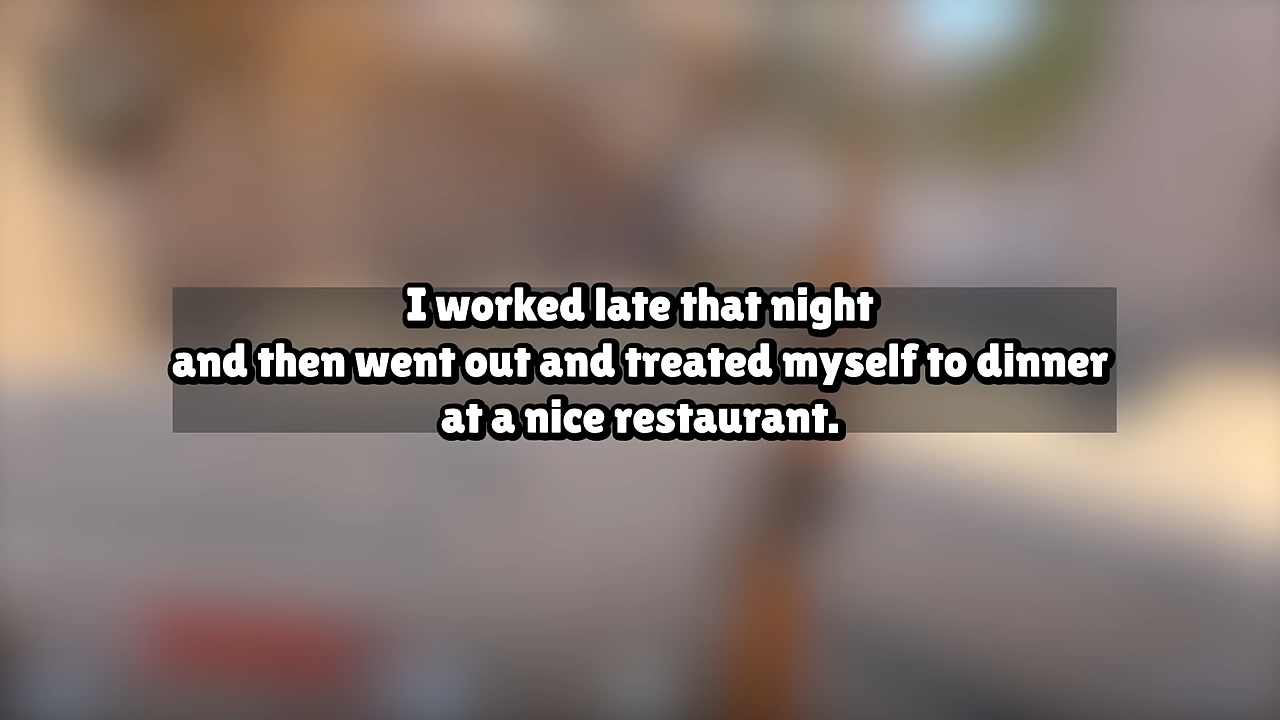 I worked late that night
and then went out and treated myself to dinner
at a nice restaurant.